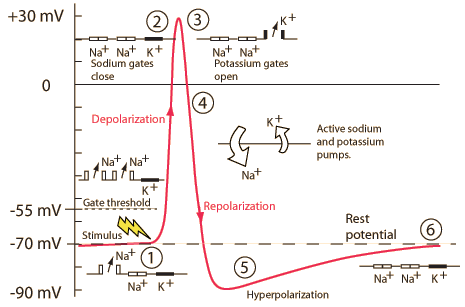 +30 mV
2
3
K+
Na+ Na+ K+
Na+ Na+
Sodium gates
close
Potassium gates
open
0
4
Depolarization
K+
Active sodium
and potassium
pumps.
Na+
Na+ Na+
K+
Gate threshold
-55 mV
Repolarization
Stimulus
Rest
potential
6
-70 mV
1
Na+
Na+ K+
5
Na+ Na+ K+
Hyperpolarization
-90 mV